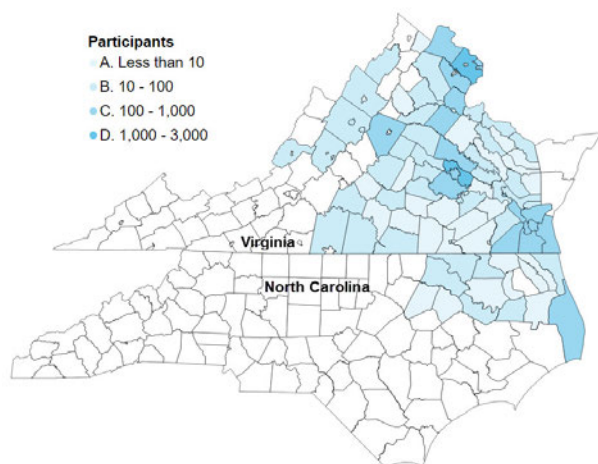 Participants
A. Less than 10
B. 10 - 100
C. 100 - 1,000
D. 1,000 - 3,000
Virginia
North Carolina